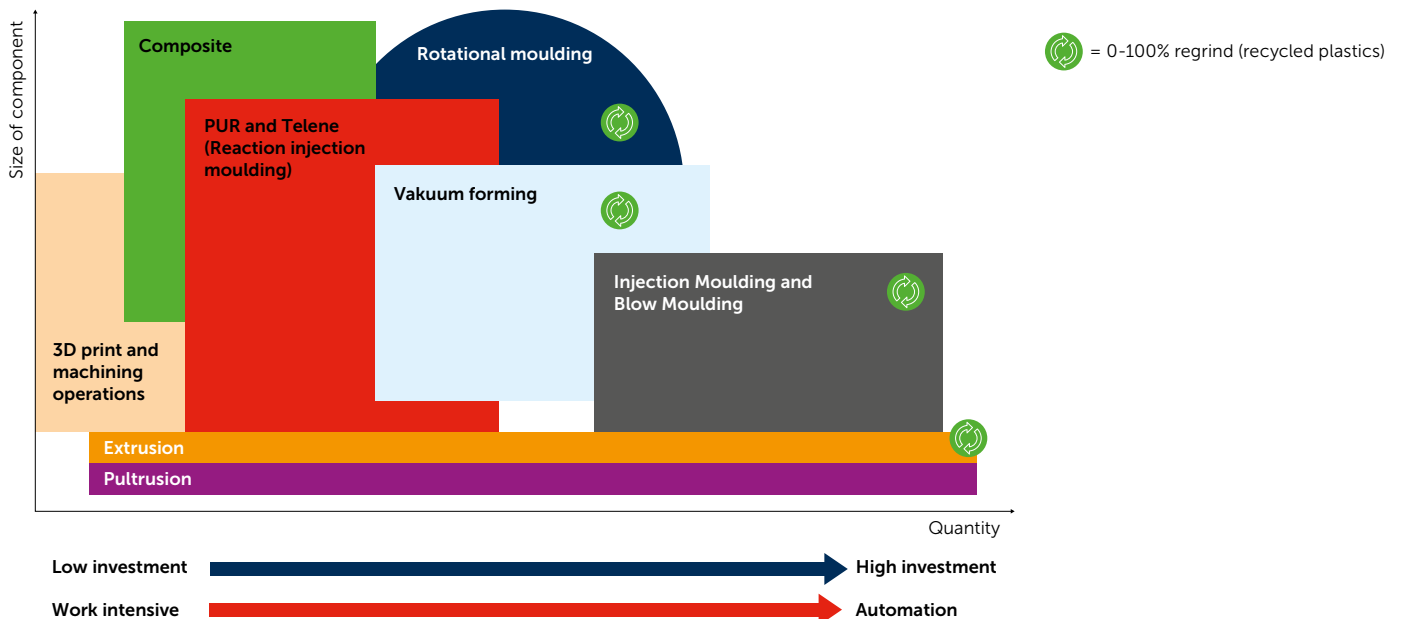 Size of component
Composite
Rotational moulding
= 0-100% regrind (recycled plastics)
PUR and Telene
(Reaction injection
moulding)
Vakuum forming
Injection Moulding and
Blow Moulding
3D print and
machining
operations
Extrusion
Pultrusion
Quantity
Low investment
High investment
Work intensive
Automation